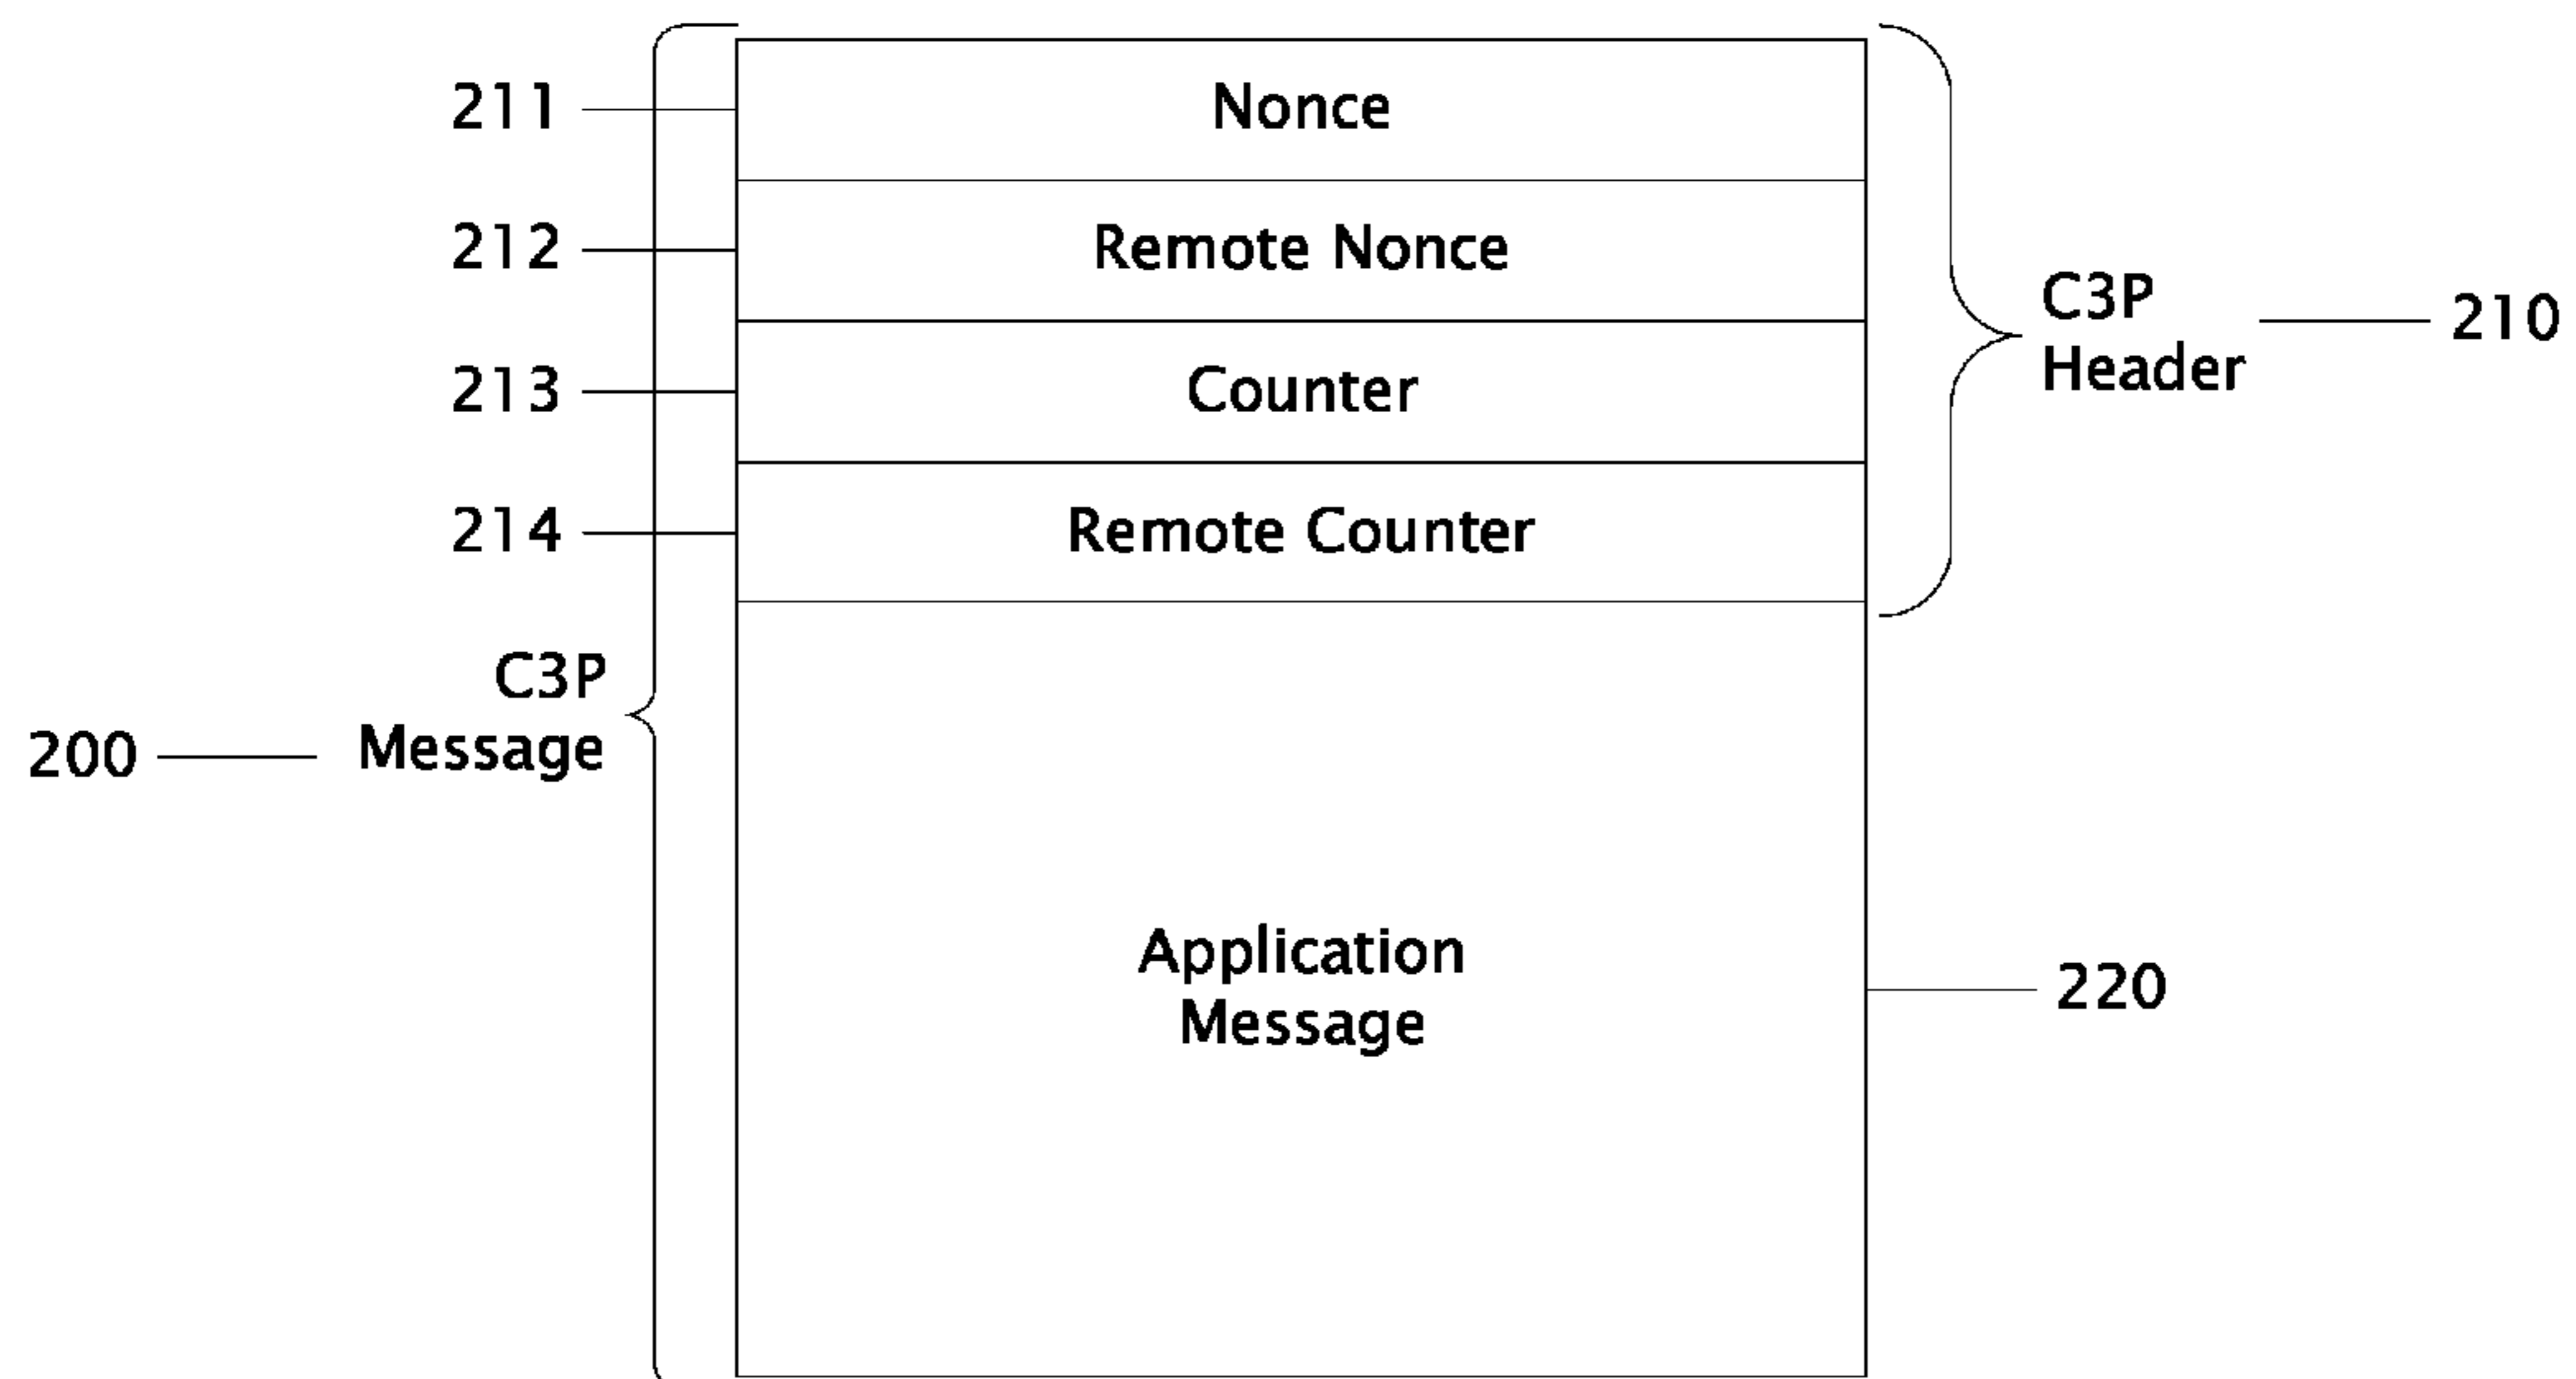 211
Nonce
212
Remote Nonce
C3P
Header
210
213
Counter
214
Remote Counter
C3P
Message
200
Application
Message
220